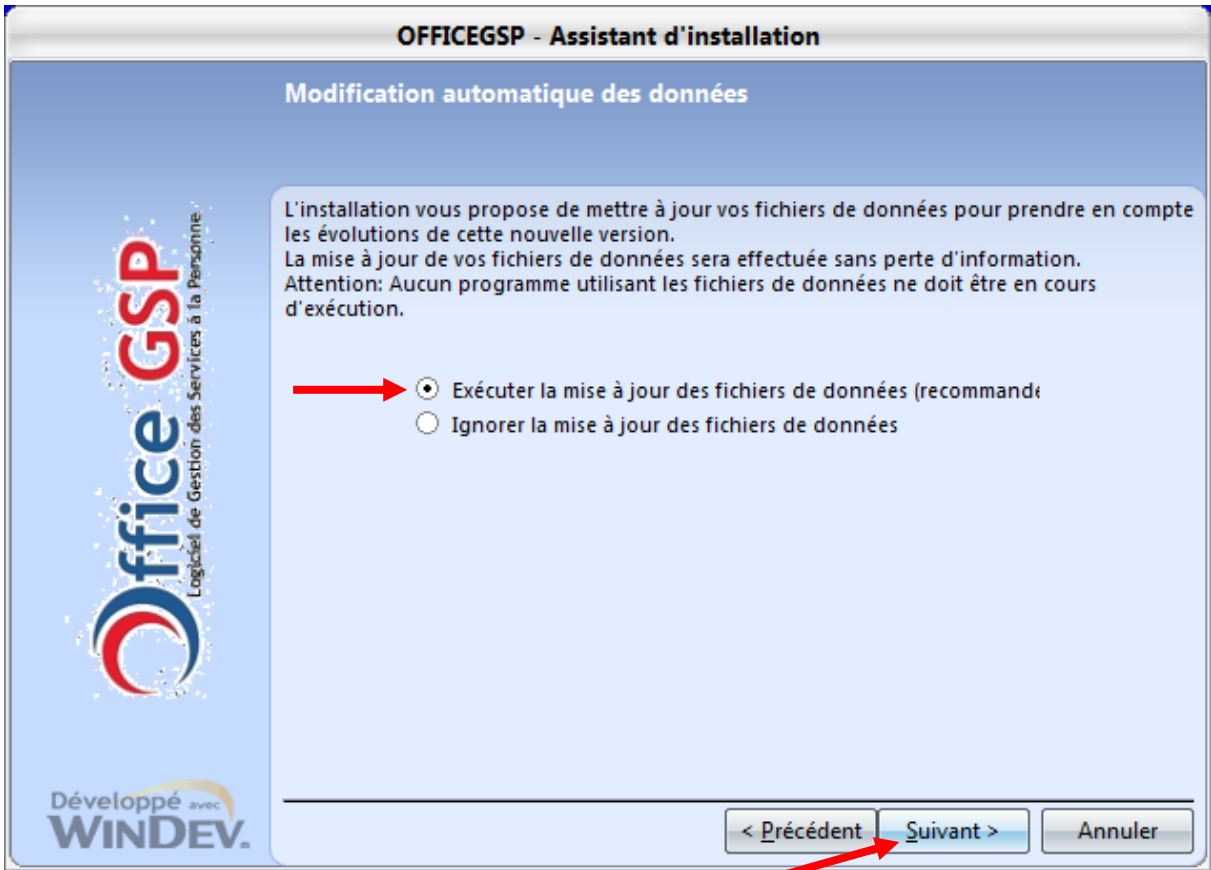 OFFICEGSP - Assistant d'installation
Modification automatique des données
L'installation vous propose de mettre à jour vos fichiers de données pour prendre en compte
les évolutions de cette nouvelle version.
La mise à jour de vos fichiers de données sera effectuée sans perte d'information.
Attention: Aucun programme utilisant les fichiers de données ne doit être en cours
d'exécution.
Exécuter la mise à jour des fichiers de données (recommandé
Ignorer la mise à jour des fichiers de données
Office GSP
Logiciel de Gestion des Services à la Personne.
Développé avec
WINDEV.
< Précédent
Suivant >
Annuler